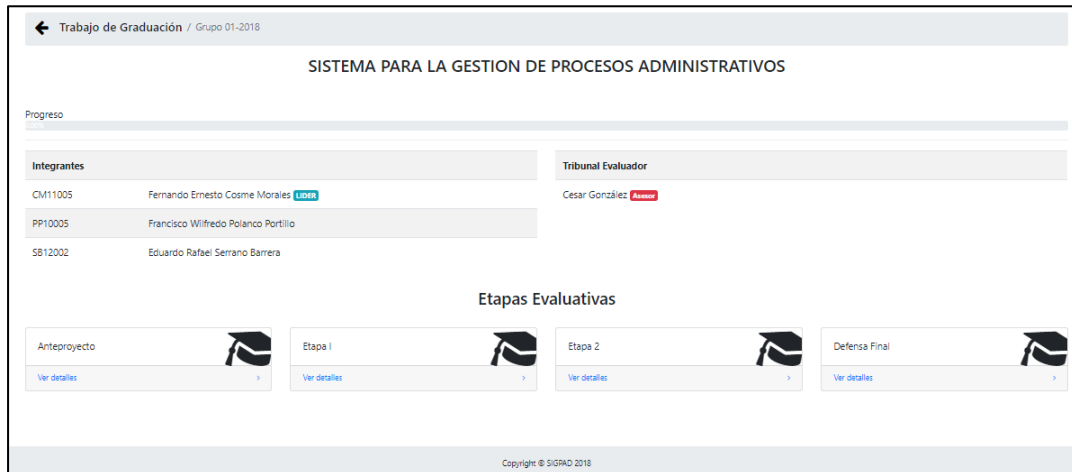 Trabajo de Graduación / Grupo 01-2018
SISTEMA PARA LA GESTION DE PROCESOS ADMINISTRATIVOS
Progreso
Integrantes
CM11005 Fernando Ernesto Cosme Morales LIDER
PP10005 Francisco Wilfredo Polanco Portillo
SB12002 Eduardo Rafael Serrano Barrera
Tribunal Evaluador
Cesar González Asesor
Etapas Evaluativas
Anteproyecto
Ver detalles >
Etapa I
Ver detalles >
Etapa 2
Ver detalles >
Defensa Final
Ver detalles >
Copyright © SIGPAD 2018